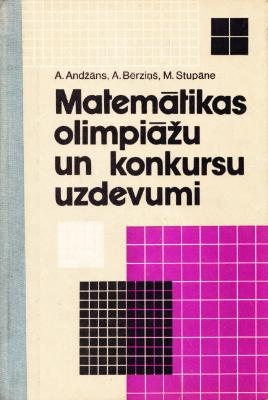 A. Andžāns, A. Bērziņš, M. Stupāne
Matemātikas
olimpiāžu
un konkursu
uzdevumi